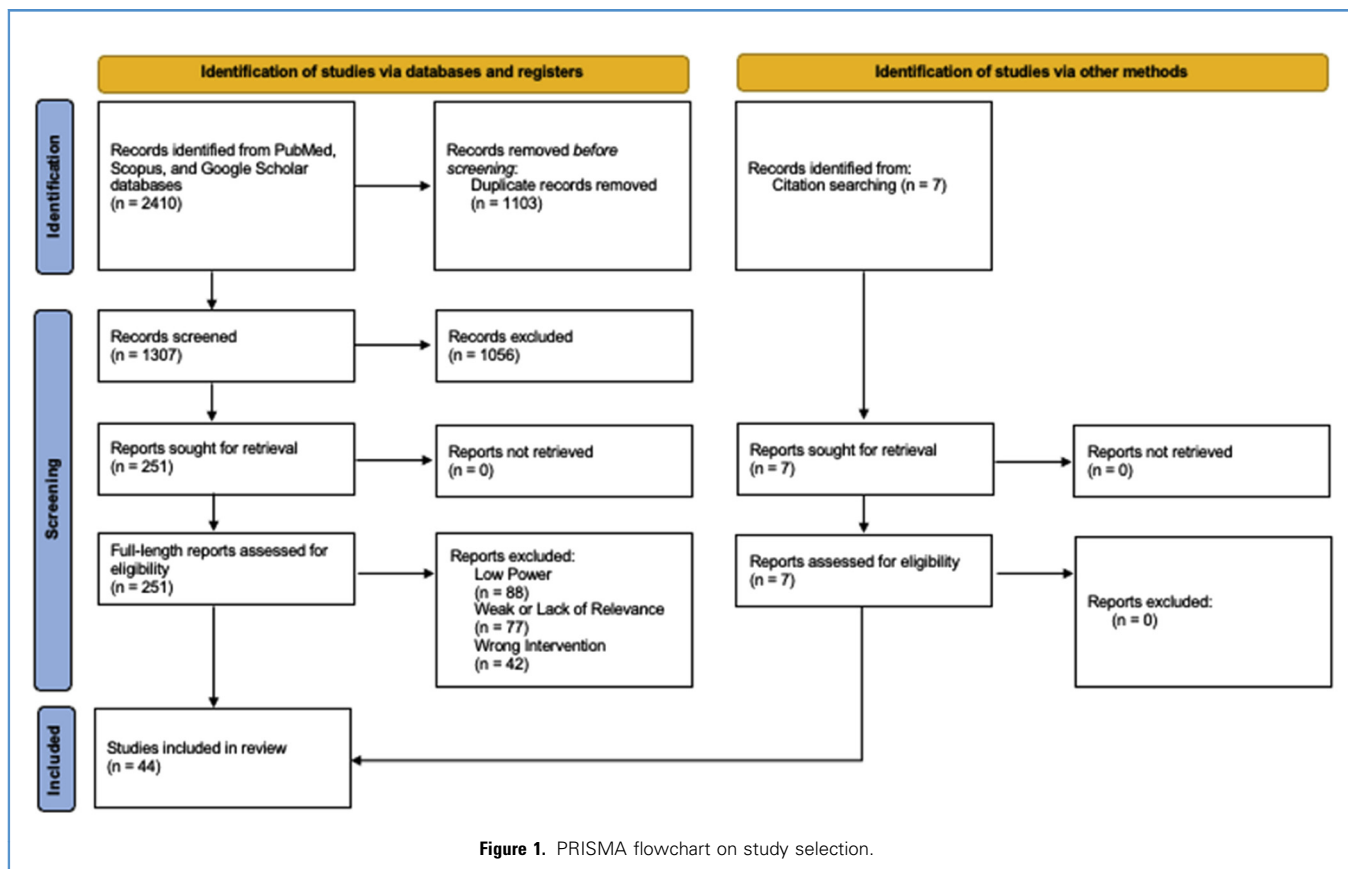 Identification of studies via databases and registers
Identification of studies via other methods
Identification
Records identified from PubMed,
Scopus, and Google Scholar
databases
(n = 2410)
Records removed before
screening:
Duplicate records removed
(n = 1103)
Records identified from:
Citation searching (n = 7)
Screening
Records screened
(n = 1307)
Records excluded
(n = 1056)
Reports sought for retrieval
(n = 251)
Reports not retrieved
(n = 0)
Reports sought for retrieval
(n = 7)
Reports not retrieved
(n = 0)
Full-length reports assessed for
eligibility
(n = 251)
Reports excluded:
Low Power
(n = 88)
Weak or Lack of Relevance
(n = 77)
Wrong Intervention
(n = 42)
Reports assessed for eligibility
(n = 7)
Reports excluded:
(n = 0)
Included
Studies included in review
(n = 44)
Figure 1. PRISMA flowchart on study selection.